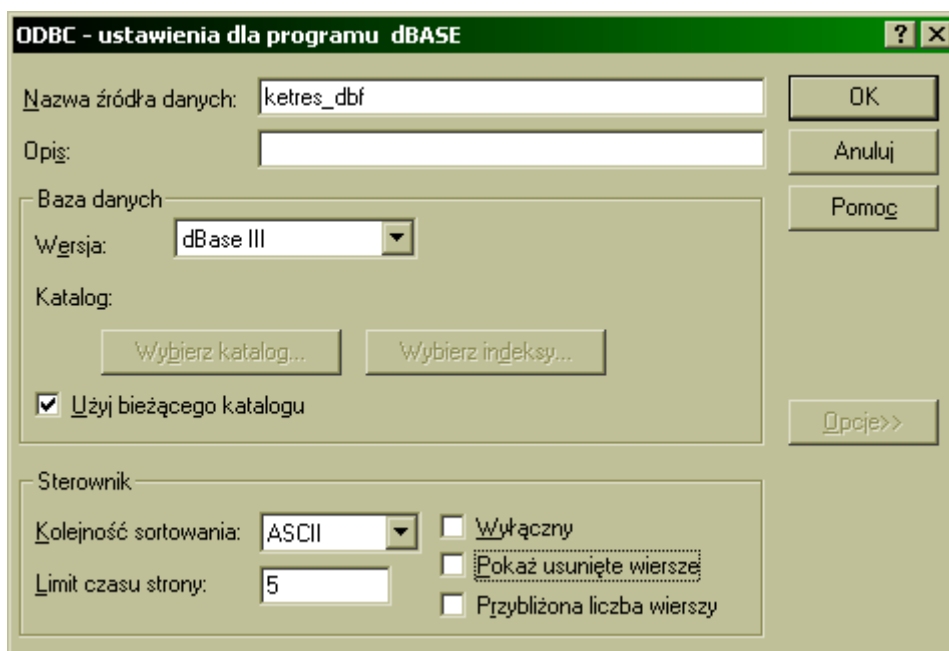 ODBC - ustawienia dla programu dBASE
Nazwa źródła danych: ketres_dbf
OK
Opis:
Anuluj
Baza danych
Pomoc
Wersja: dBase III
Katalog:
Wybierz katalog... Wybierz indeksy...
Użyj bieżącego katalogu
Opcje>>
Sterownik
Kolejność sortowania: ASCII
Wyłączny
Pokaż usunięte wiersze
Limit czasu strony: 5
Przybliżona liczba wierszy